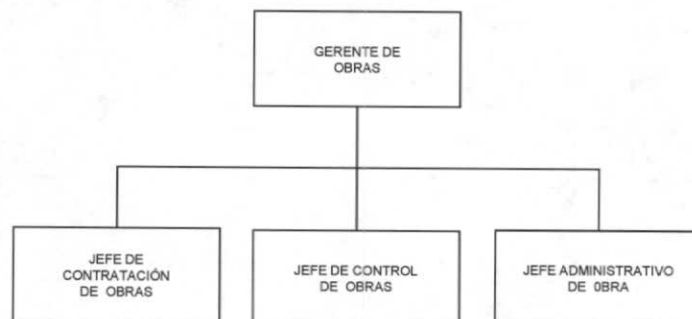 GERENTE DE
OBRAS
JEFE DE
CONTRATACIÓN
DE OBRAS
JEFE DE CONTROL
DE OBRAS
JEFE ADMINISTRATIVO
DE 0BRA